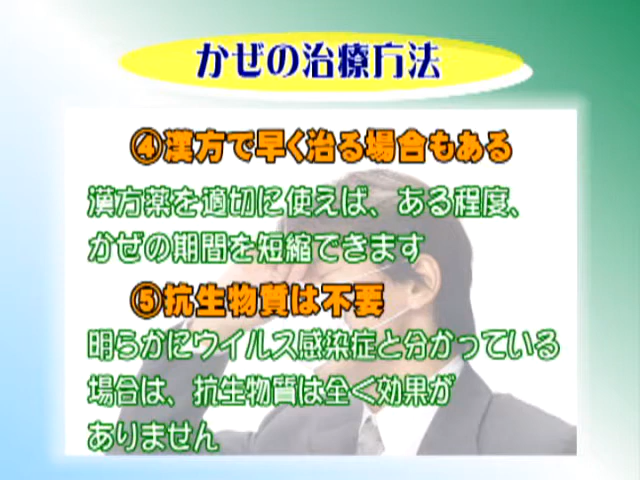 かぜの治療方法
④漢方で早く治る場合もある
漢方薬を適切に使えば、ある程度、
かぜの期間を短縮できます
⑤抗生物質は不要
明らかにウイルス感染症と分かっている
場合は、抗生物質は全く効果が
ありません